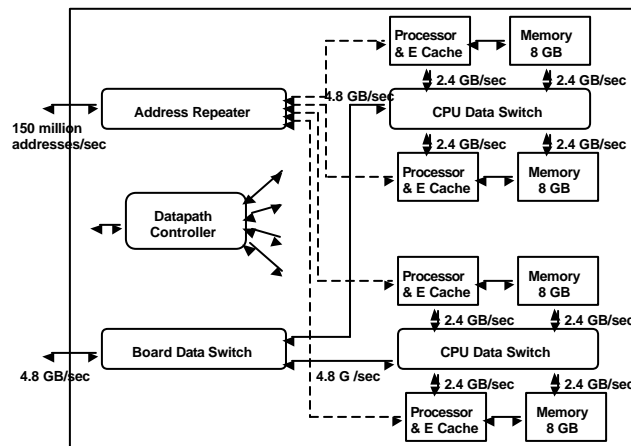 Processor
& E Cache
Memory
8 GB
2.4 GB/sec
2.4 GB/sec
4.8 GB/sec
Address Repeater
CPU Data Switch
150 million
addresses/sec
2.4 GB/sec
2.4 GB/sec
Processor
& E Cache
Memory
8 GB
Datapath
Controller
Processor
& E Cache
Memory
8 GB
2.4 GB/sec
2.4 GB/sec
Board Data Switch
CPU Data Switch
4.8 GB/sec
4.8 G /sec
2.4 GB/sec
2.4 GB/sec
Processor
& E Cache
Memory
8 GB